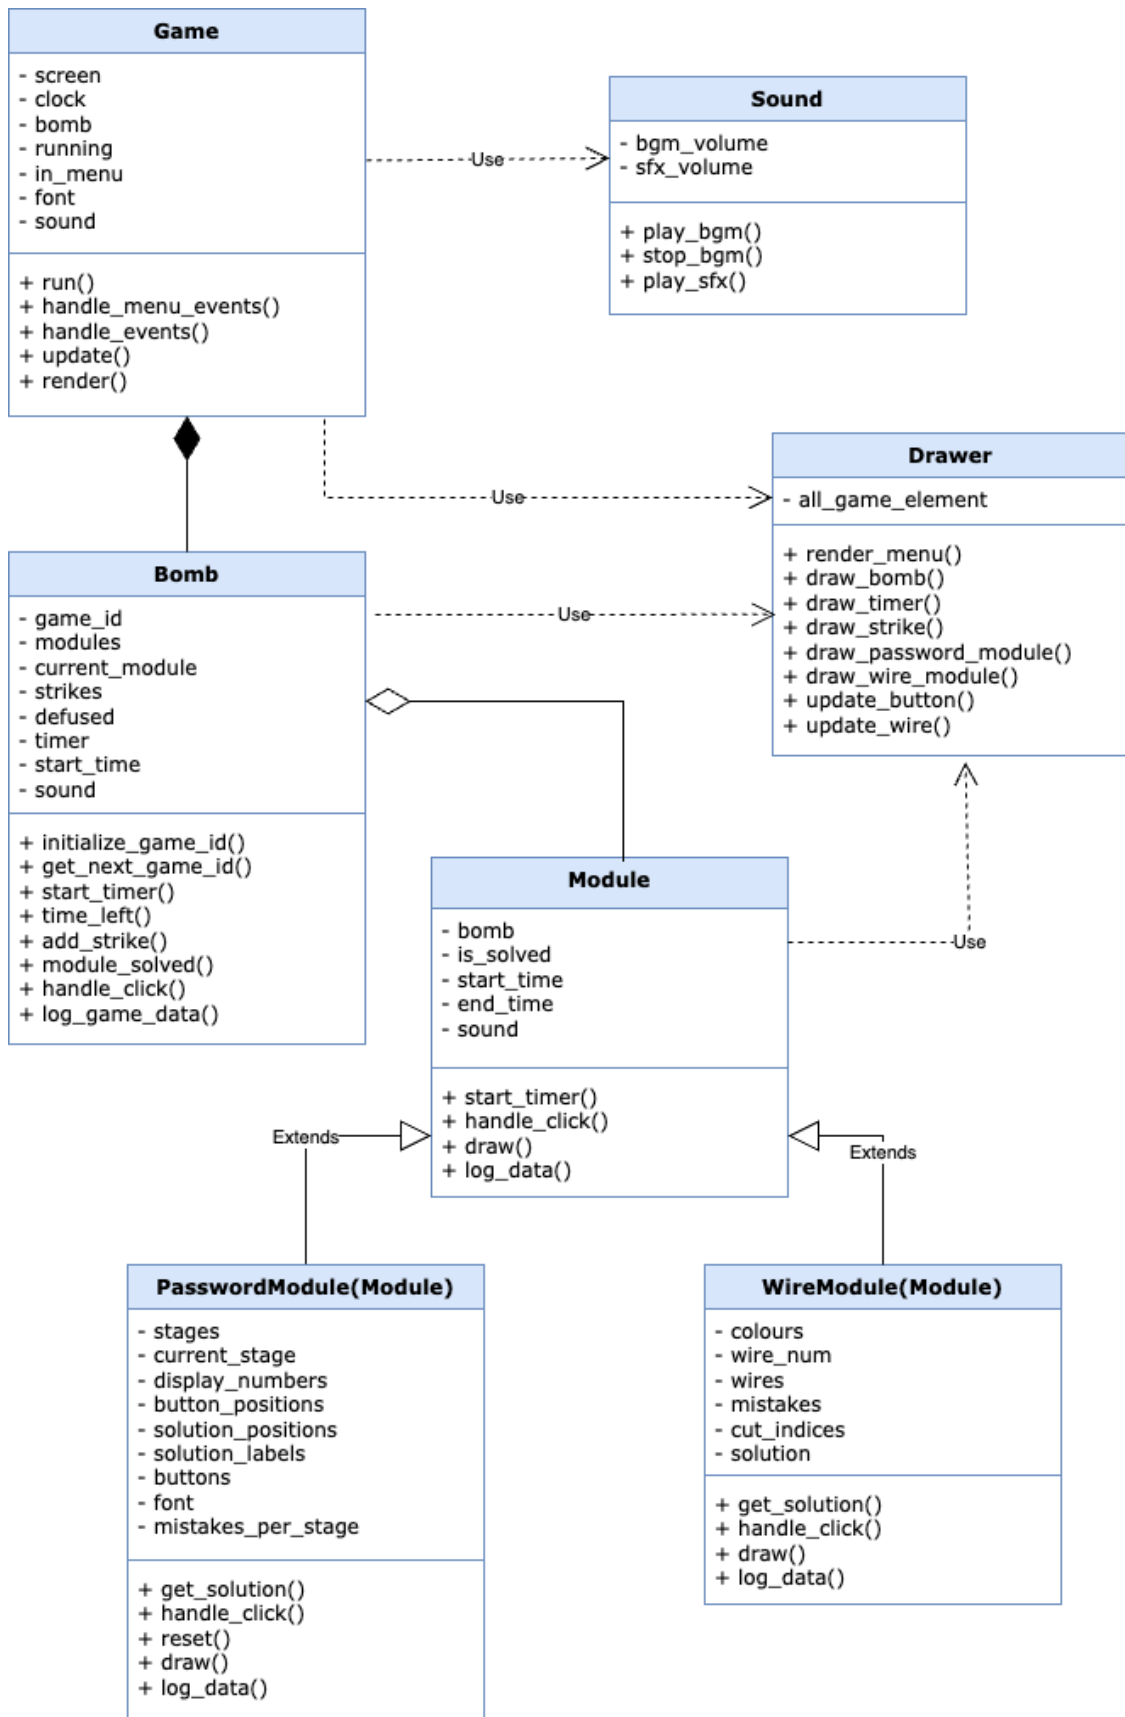 Game
- screen
- clock
- bomb
- running
- in_menu
- font
- sound
+ run()
+ handle_menu_events()
+ handle_events()
+ update()
+ render()
Use
Sound
- bgm_volume
- sfx_volume
+ play_bgm()
+ stop_bgm()
+ play_sfx()
Use
Drawer
- all_game_element
+ render_menu()
+ draw_bomb()
+ draw_timer()
+ draw_strike()
+ draw_password_module()
+ draw_wire_module()
+ update_button()
+ update_wire()
Bomb
- game_id
- modules
- current_module
- strikes
- defused
- timer
- start_time
- sound
+ initialize_game_id()
+ get_next_game_id()
+ start_timer()
+ time_left()
+ add_strike()
+ module_solved()
+ handle_click()
+ log_game_data()
Use
Module
- bomb
- is_solved
- start_time
- end_time
- sound
+ start_timer()
+ handle_click()
+ draw()
+ log_data()
Use
Extends
Extends
PasswordModule(Module)
- stages
- current_stage
- display_numbers
- button_positions
- solution_positions
- solution_labels
- buttons
- font
- mistakes_per_stage
+ get_solution()
+ handle_click()
+ reset()
+ draw()
+ log_data()
WireModule(Module)
- colours
- wire_num
- wires
- mistakes
- cut_indices
- solution
+ get_solution()
+ handle_click()
+ draw()
+ log_data()